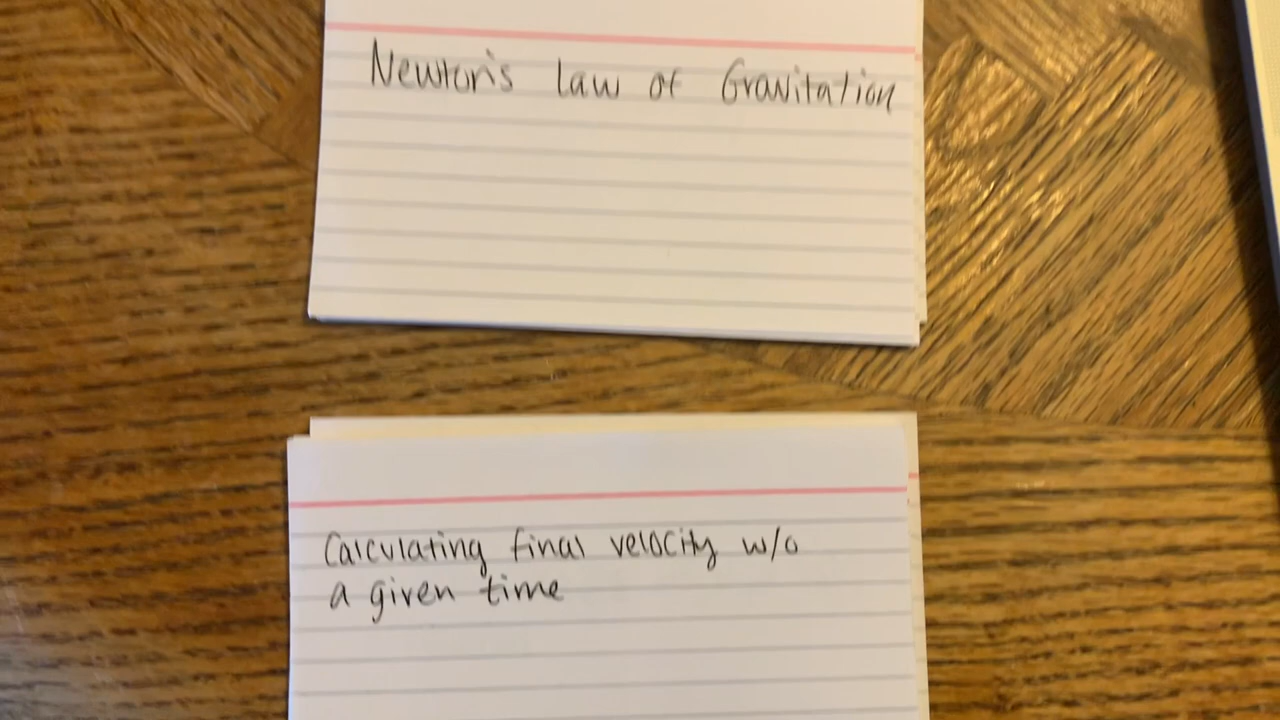 Newton's Law of Gravitation
Calculating final velocity w/o
a given time